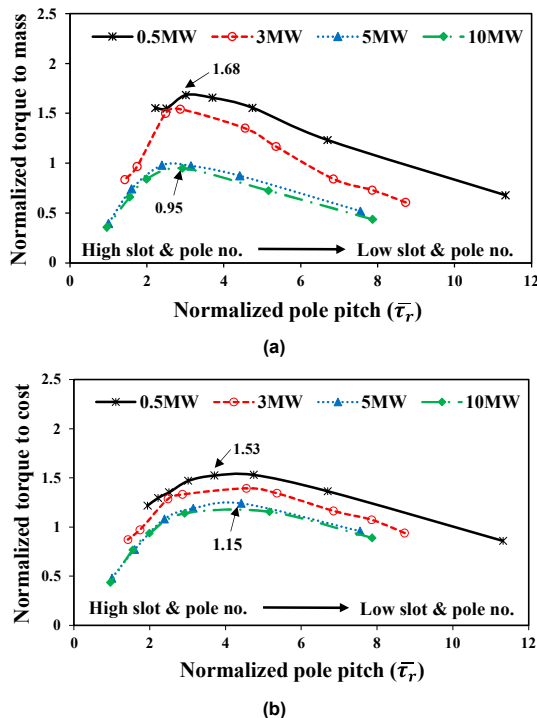 (a)
Normalized torque to mass
2.5
2
1.5
1
0.5
0
0.5MW 3MW 5MW 10MW
1.68
0.95
High slot & pole no. Low slot & pole no.
0 2 4 6 8 10 12
Normalized pole pitch (τ̅_r)
(a)
Normalized torque to cost
2.5
2
1.5
1
0.5
0
0.5MW 3MW 5MW 10MW
1.53
1.15
High slot & pole no. Low slot & pole no.
0 2 4 6 8 10 12
Normalized pole pitch (τ̅_r)
(b)